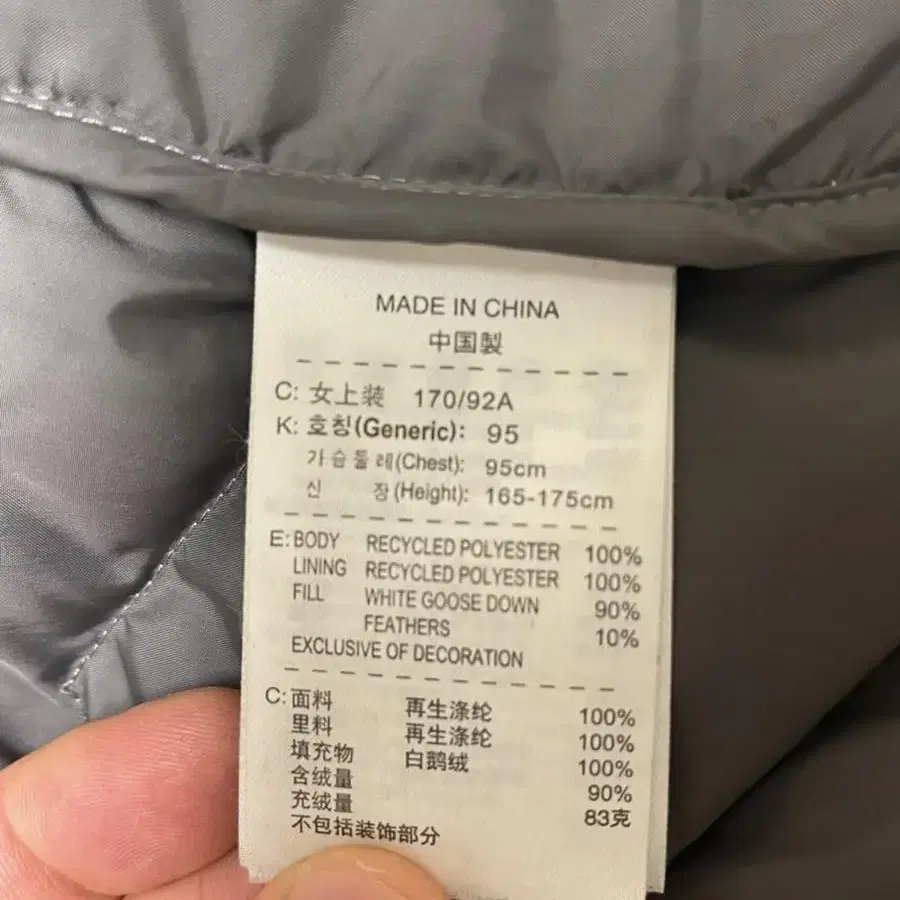 MADE IN CHINA
中国製
C: 女上装 170/92A
K: 호칭(Generic): 95
가슴둘레(Chest): 95cm
신 장(Height): 165-175cm
E: BODY RECYCLED POLYESTER 100%
LINING RECYCLED POLYESTER 100%
FILL WHITE GOOSE DOWN 90%
FEATHERS 10%
EXCLUSIVE OF DECORATION
C: 面料 再生涤纶 100%
里料 再生涤纶 100%
填充物 白鹅绒 100%
含绒量 90%
充绒量 83克
不包括装饰部分